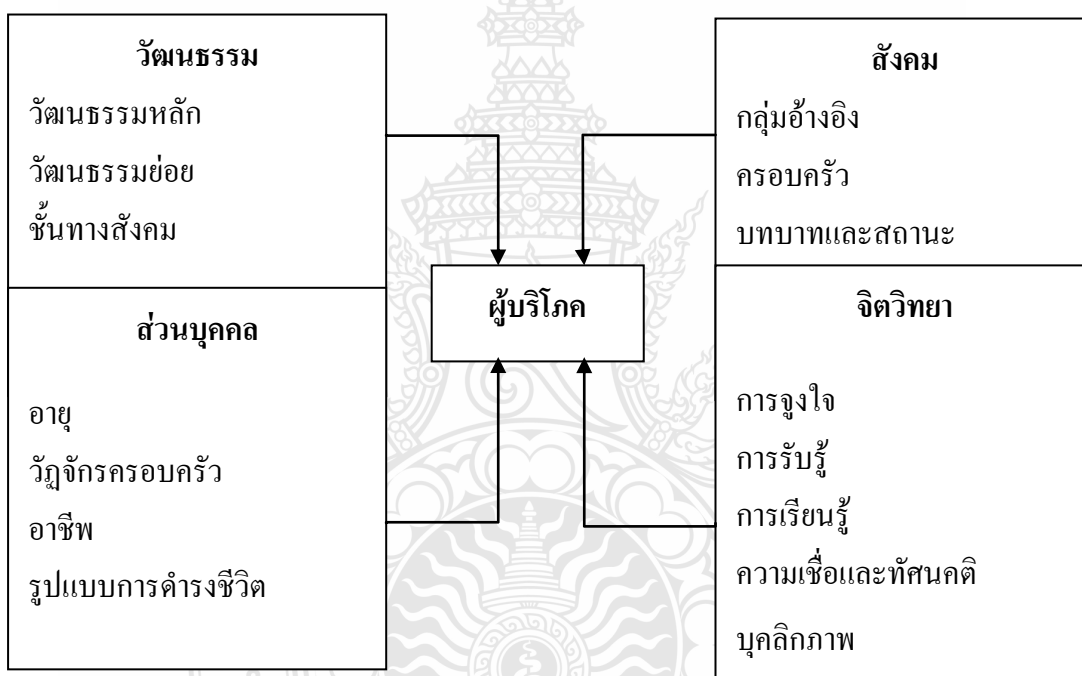 วัฒนธรรม
วัฒนธรรมหลัก
วัฒนธรรมย่อย
ชั้นทางสังคม
สังคม
กลุ่มอ้างอิง
ครอบครัว
บทบาทและสถานะ
ผู้บริโภค
ส่วนบุคคล
อายุ
วัฏจักรครอบครัว
อาชีพ
รูปแบบการดำรงชีวิต
จิตวิทยา
การจูงใจ
การรับรู้
การเรียนรู้
ความเชื่อและทัศนคติ
บุคลิกภาพ